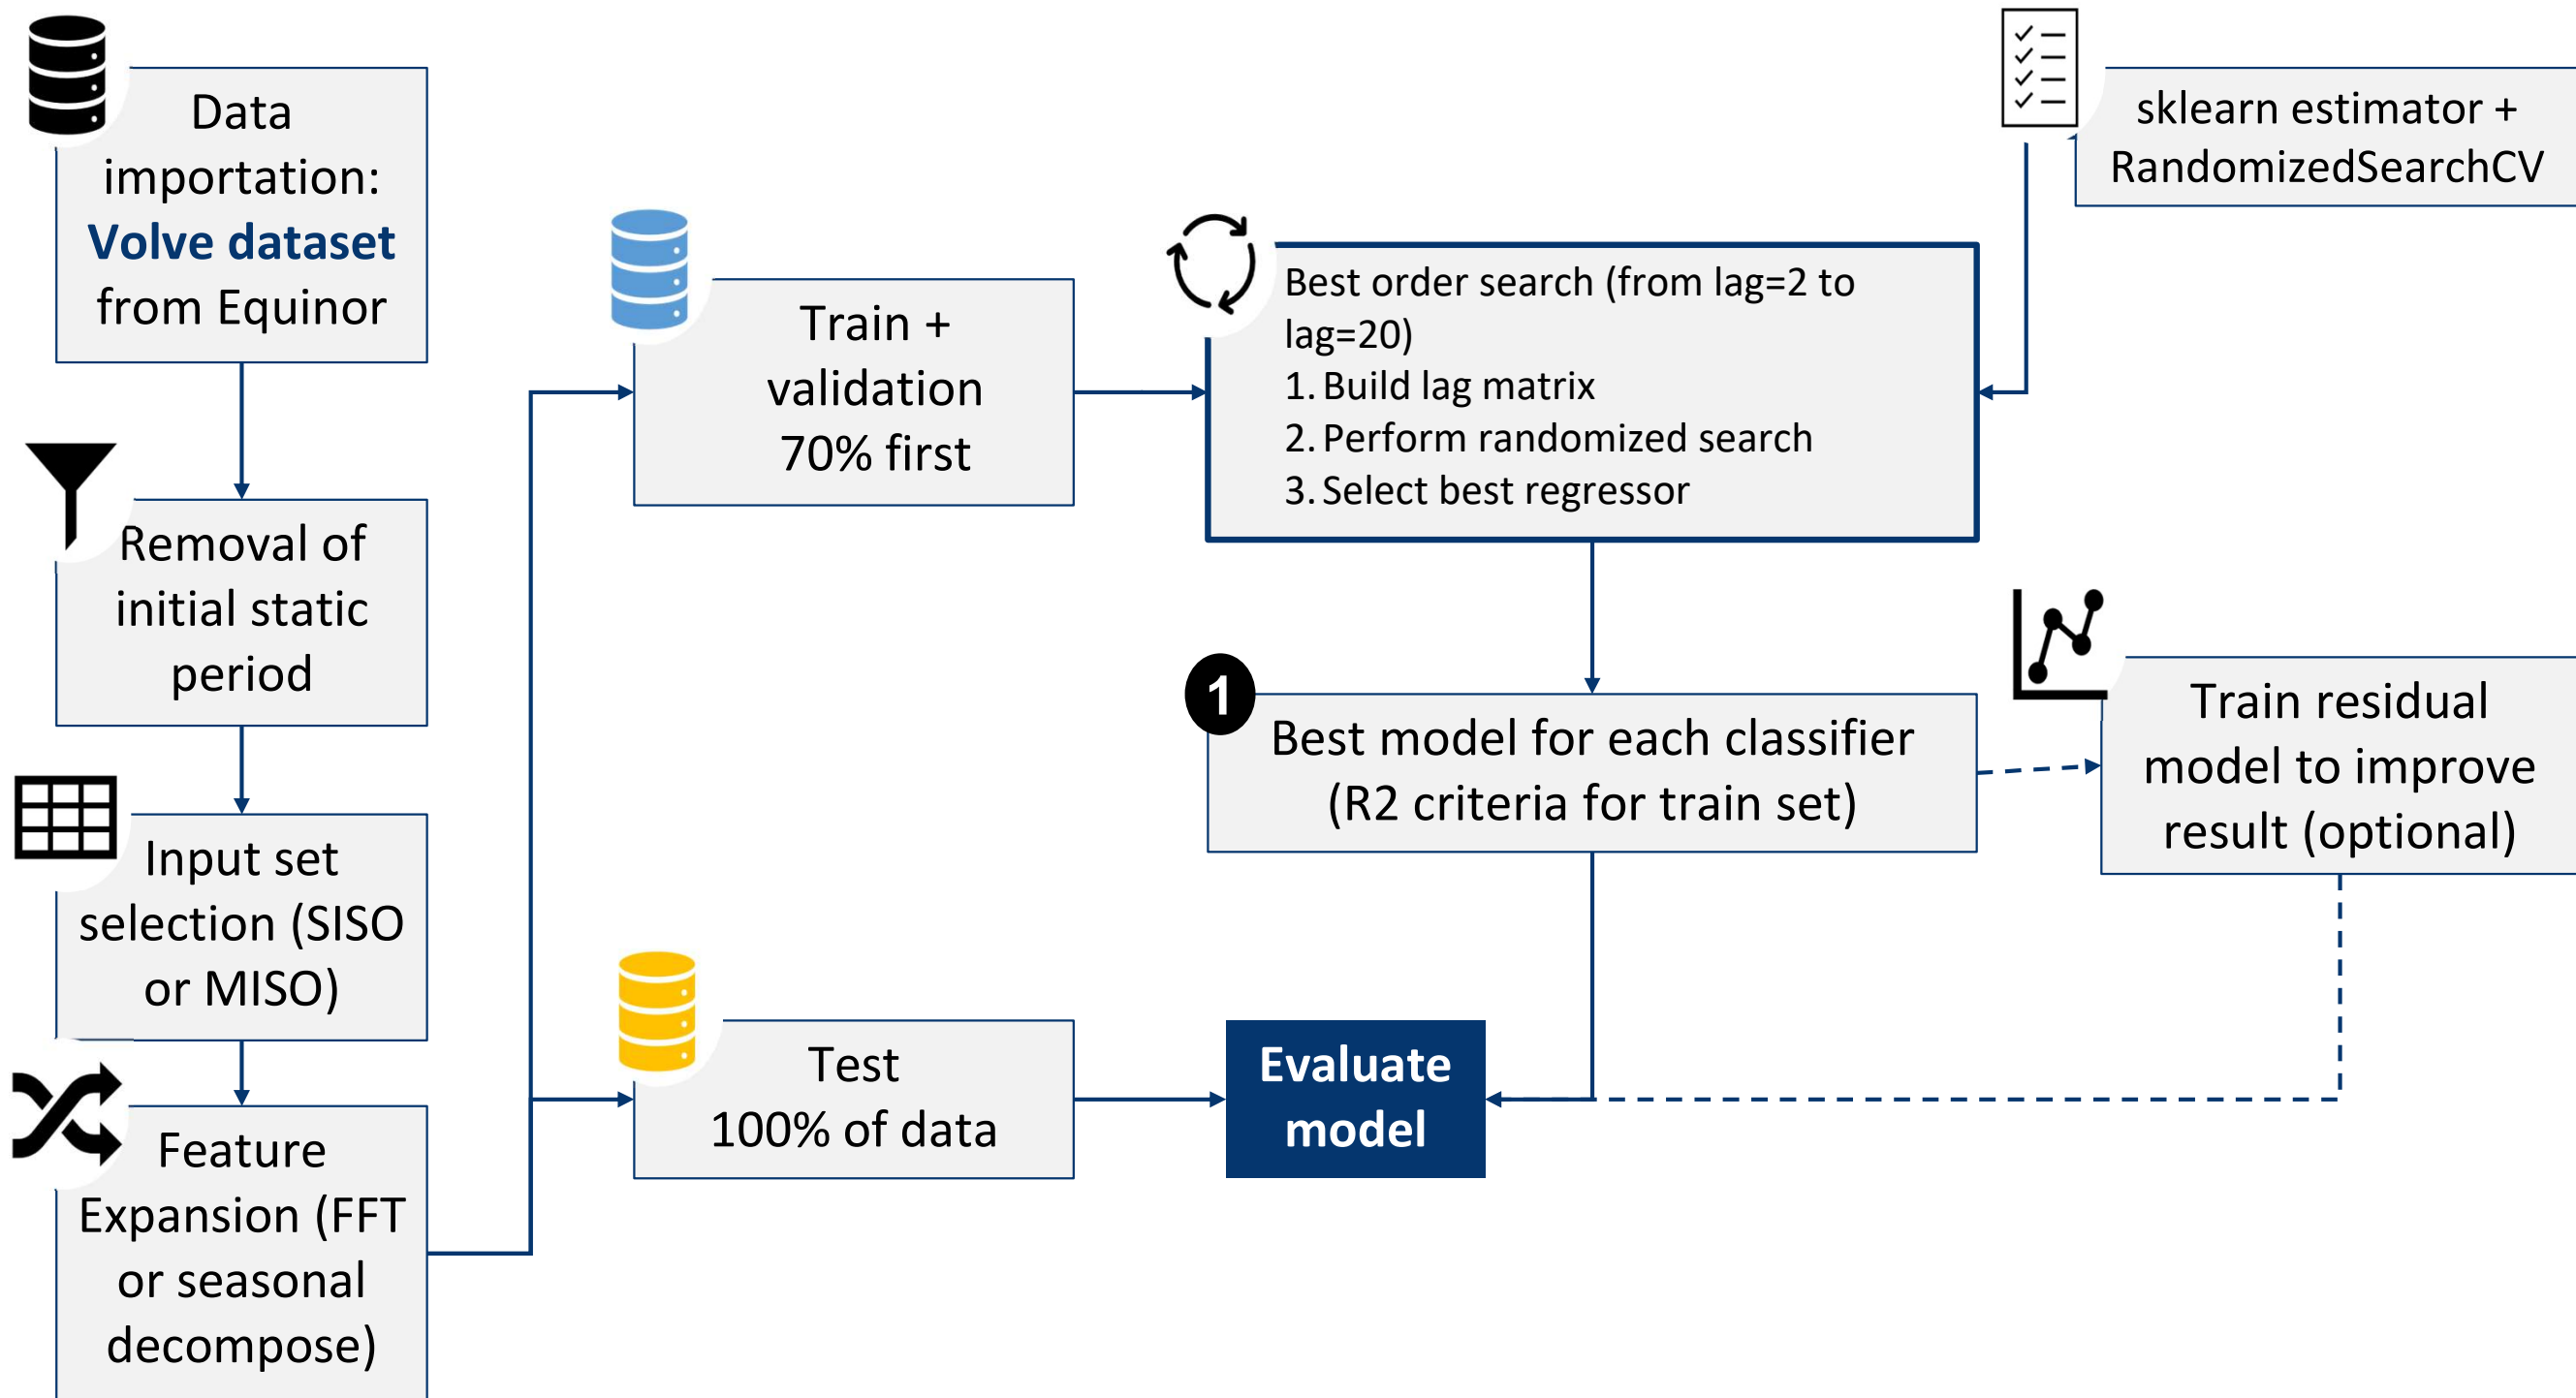 Data
importation:
Volve dataset
from Equinor
Removal of
initial static
period
Input set
selection (SISO
or MISO)
Feature
Expansion (FFT
or seasonal
decompose)
Train +
validation
70% first
Test
100% of data
sklearn estimator +
RandomizedSearchCV
Best order search (from lag=2 to
lag=20)
1. Build lag matrix
2. Perform randomized search
3. Select best regressor
1
Best model for each classifier
(R2 criteria for train set)
Train residual
model to improve
result (optional)
Evaluate
model